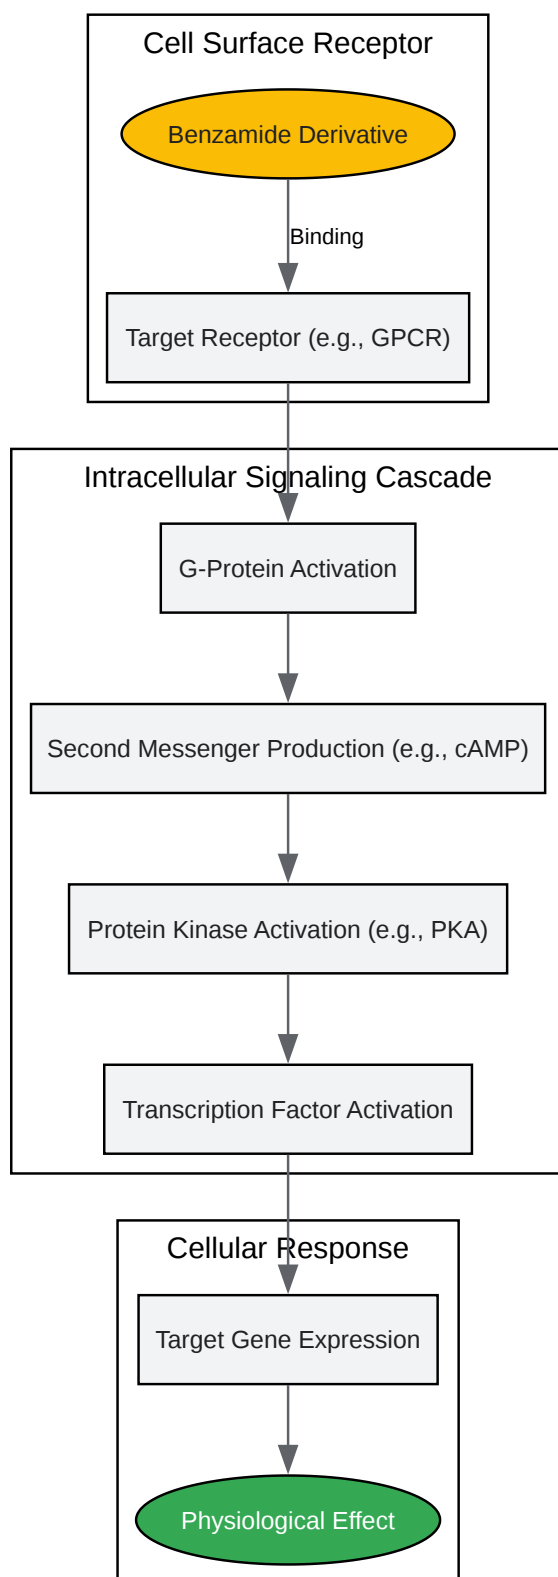 Cell Surface Receptor
Benzamide Derivative
Binding
Target Receptor (e.g., GPCR)
Intracellular Signaling Cascade
G-Protein Activation
Second Messenger Production (e.g., cAMP)
Protein Kinase Activation (e.g., PKA)
Transcription Factor Activation
Cellular Response
Target Gene Expression
Physiological Effect